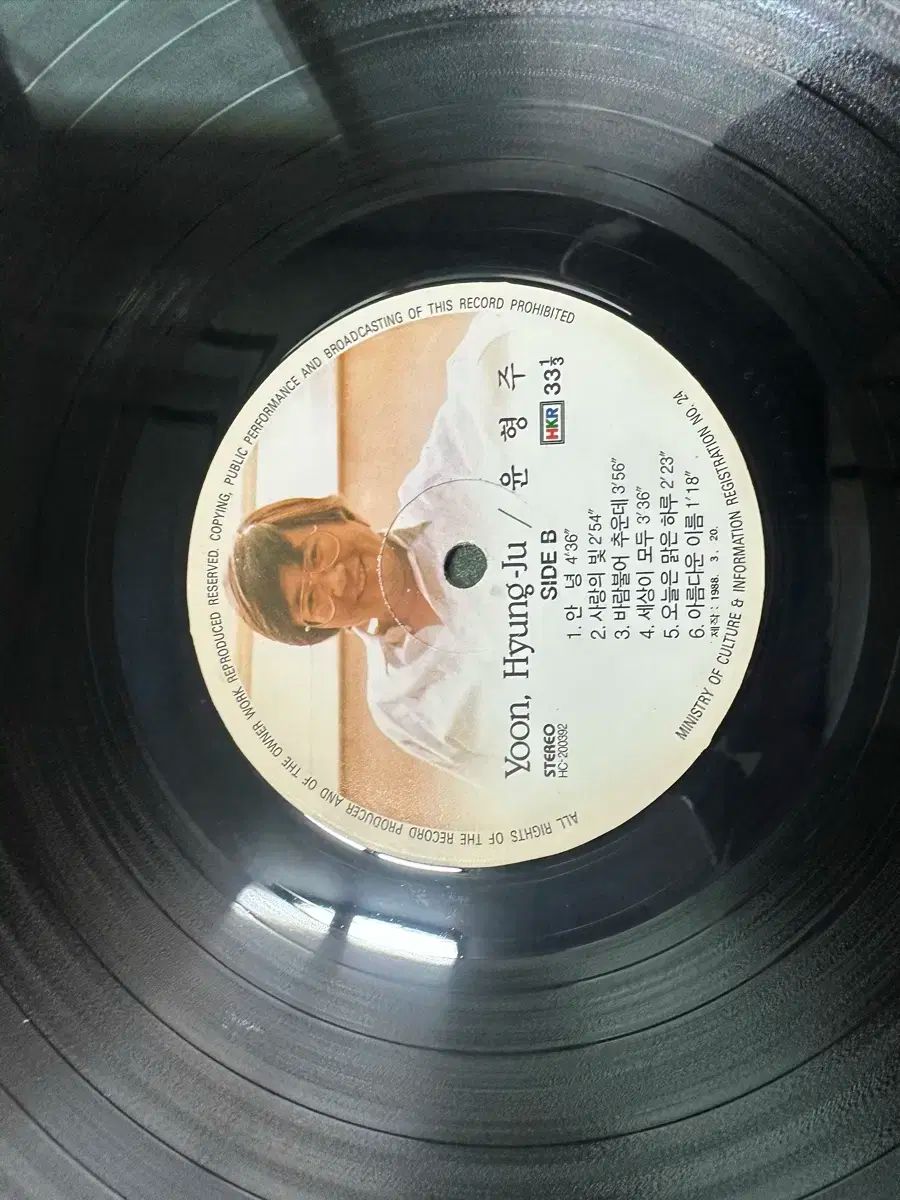 ALL RIGHTS OF THE RECORD PRODUCER AND OF THE OWNER WORK REPRODUCED RESERVED. COPYING, PUBLIC PERFORMANCE AND BROADCASTING OF THIS RECORD PROHIBITED
Yoon, Hyung-Ju / 윤 형 주
STEREO
HC-200392
SIDE B
HKR
33 1/3
1. 안 녕 4'36"
2. 사랑의 빛 2'54"
3. 바람불어 추운데 3'56"
4. 세상이 모두 3'36"
5. 오늘은 맑은 하루 2'23"
6. 아름다운 이름 1'18"
제작: 1988. 3. 20.
MINISTRY OF CULTURE & INFORMATION REGISTRATION NO. 24